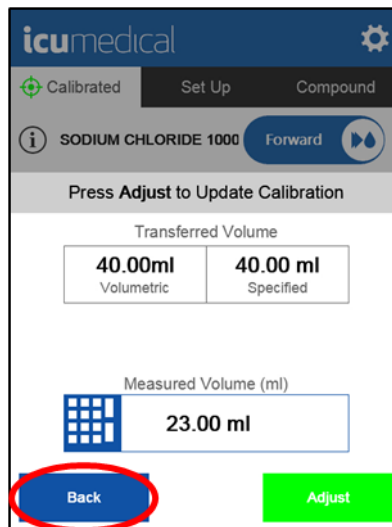 icumedical
Calibrated Set Up Compound
i SODIUM CHLORIDE 1000 Forward
Press Adjust to Update Calibration
Transferred Volume
40.00ml 40.00 ml
Volumetric Specified
Measured Volume (ml)
23.00 ml
Back Adjust